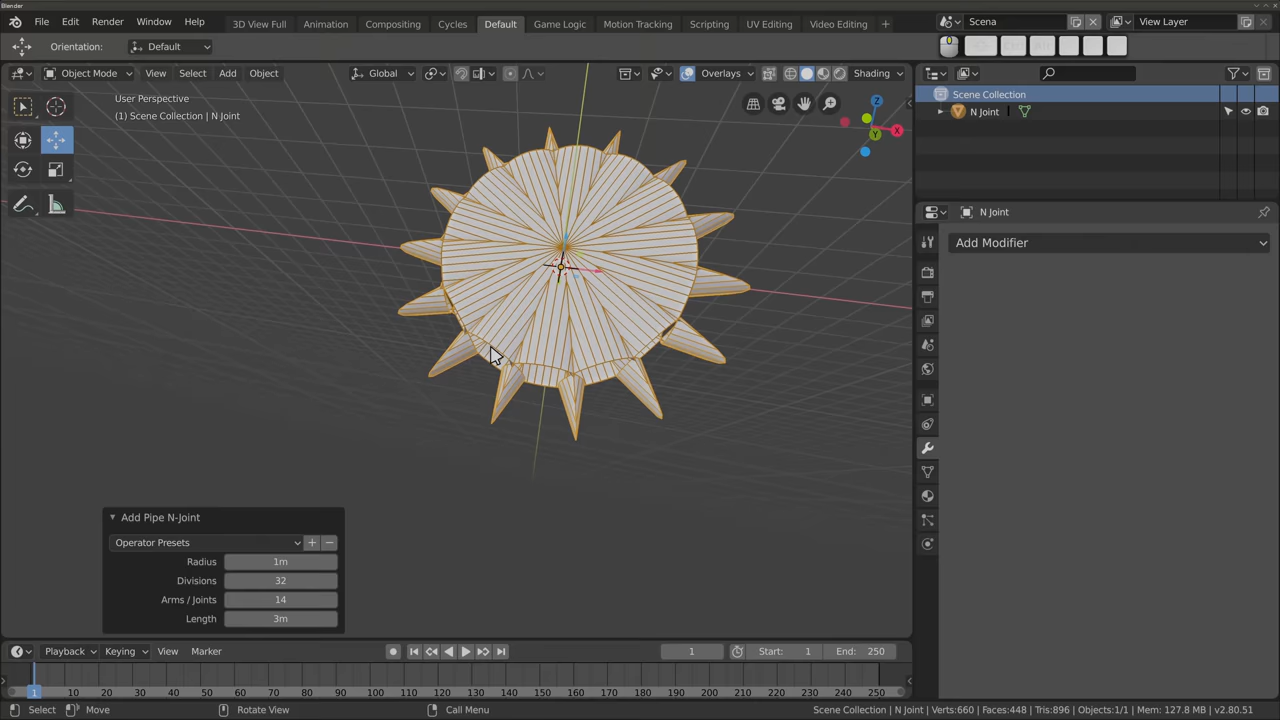 Blender
File Edit Render Window Help
3D View Full Animation Compositing Cycles Default Game Logic Motion Tracking Scripting UV Editing Video Editing +
Scena
View Layer
Orientation: Default
Object Mode View Select Add Object
Global
Overlays
Shading
User Perspective
(1) Scene Collection | N Joint
Z
X
Y
Scene Collection
N Joint
N Joint
Add Modifier
Add Pipe N-Joint
Operator Presets
Radius 1m
Divisions 32
Arms / Joints 14
Length 3m
Playback Keying View Marker
1
Start: 1 End: 250
1 10 20 30 40 50 60 70 80 90 100 110 120 130 140 150 160 170 180 190 200 210 220 230 240 250
Select Move Rotate View Call Menu
Scene Collection | N Joint | Verts:660 | Faces:448 | Tris:896 | Objects:1/1 | Mem: 127.8 MB | v2.80.51